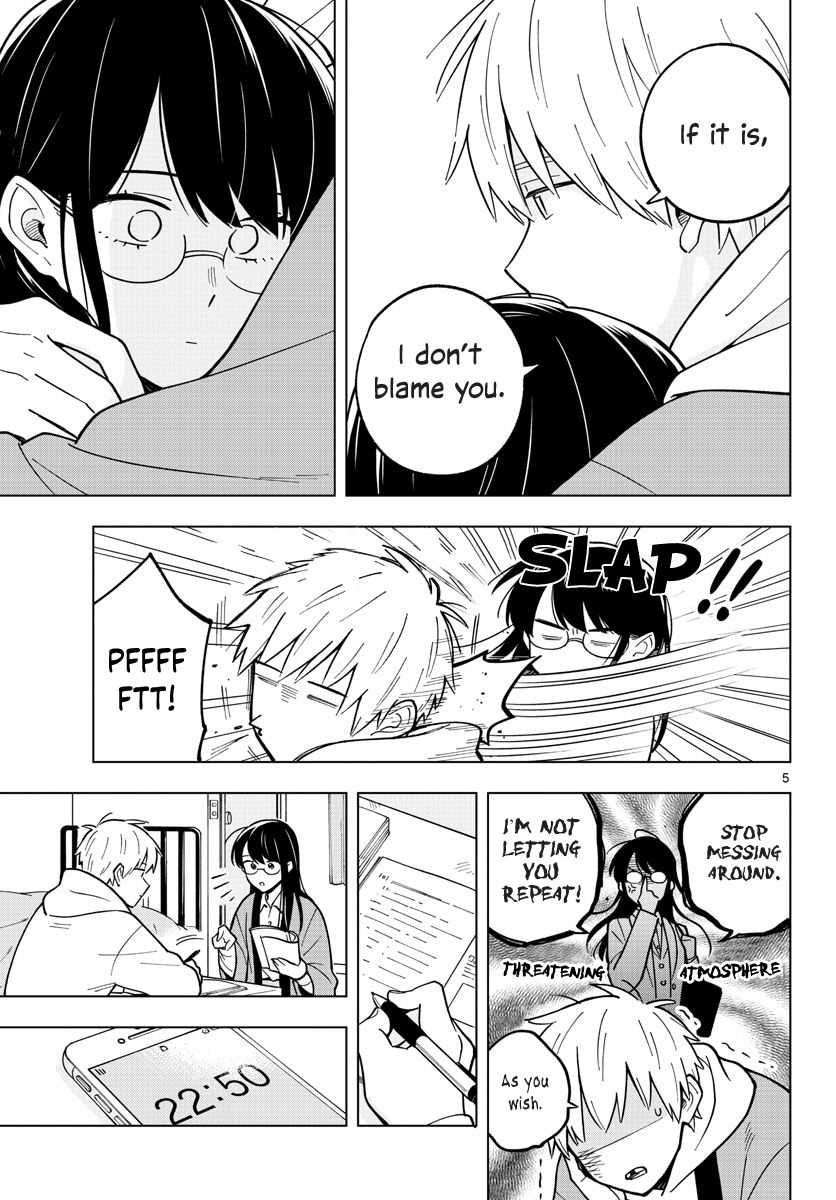 If it is,
I don't
blame you.
SLAP!!
PFFFF
FTT!
5
STOP
MESSING
AROUND.
I'M NOT
LETTING
YOU
REPEAT!
THREATENING ATMOSPHERE
As you
wish.
22:50